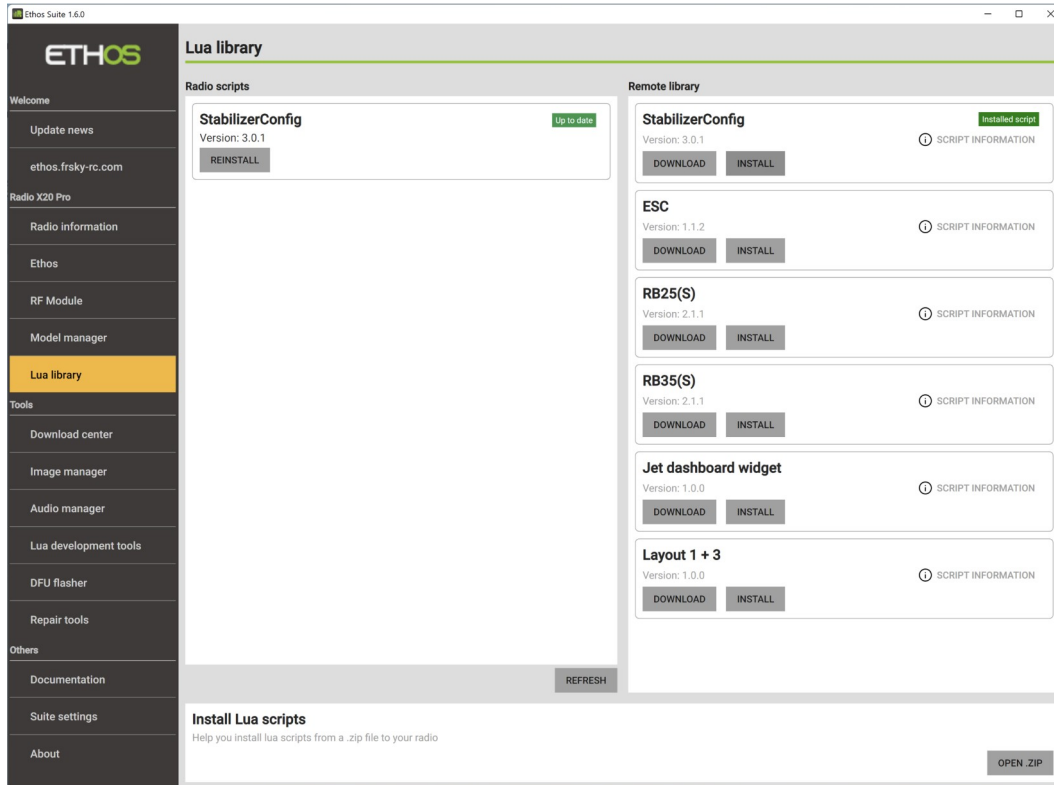 Ethos Suite 1.6.0
ETHOS
Welcome
Update news
ethos.frsky-rc.com
Radio X20 Pro
Radio information
Ethos
RF Module
Model manager
Lua library
Tools
Download center
Image manager
Audio manager
Lua development tools
DFU flasher
Repair tools
Others
Documentation
Suite settings
About
Lua library
Radio scripts
StabilizerConfig
Up to date
Version: 3.0.1
REINSTALL
REFRESH
Remote library
StabilizerConfig
Installed script
Version: 3.0.1
SCRIPT INFORMATION
DOWNLOAD INSTALL
ESC
Version: 1.1.2
SCRIPT INFORMATION
DOWNLOAD INSTALL
RB25(S)
Version: 2.1.1
SCRIPT INFORMATION
DOWNLOAD INSTALL
RB35(S)
Version: 2.1.1
SCRIPT INFORMATION
DOWNLOAD INSTALL
Jet dashboard widget
Version: 1.0.0
SCRIPT INFORMATION
DOWNLOAD INSTALL
Layout 1 + 3
Version: 1.0.0
SCRIPT INFORMATION
DOWNLOAD INSTALL
Install Lua scripts
Help you install lua scripts from a .zip file to your radio
OPEN .ZIP